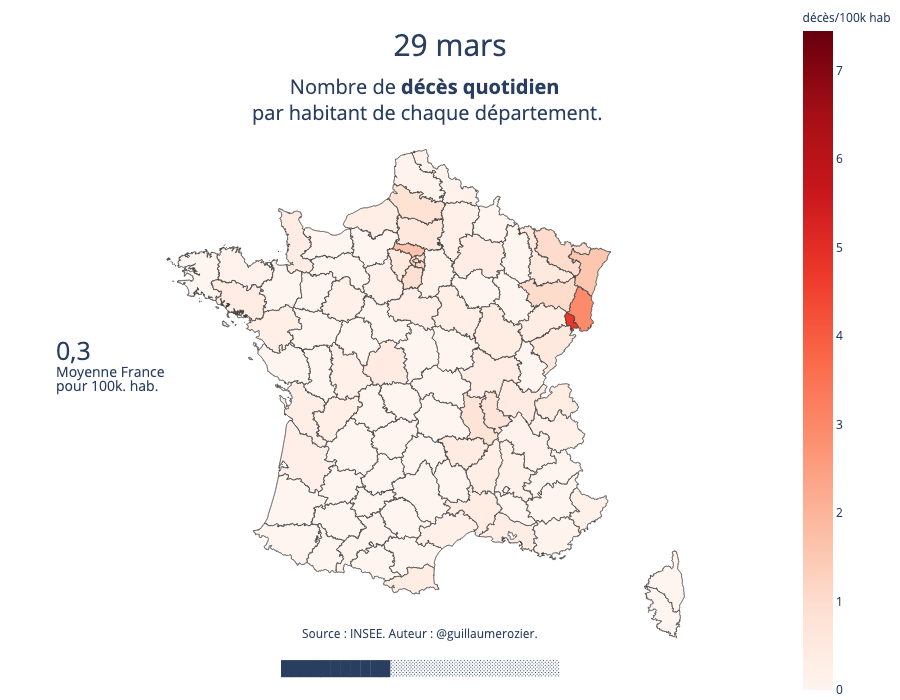 décès/100k hab
29 mars
Nombre de décès quotidien
par habitant de chaque département.
7
6
5
4
3
2
1
0
0,3
Moyenne France
pour 100k. hab.
Source : INSEE. Auteur : @guillaumerozier.